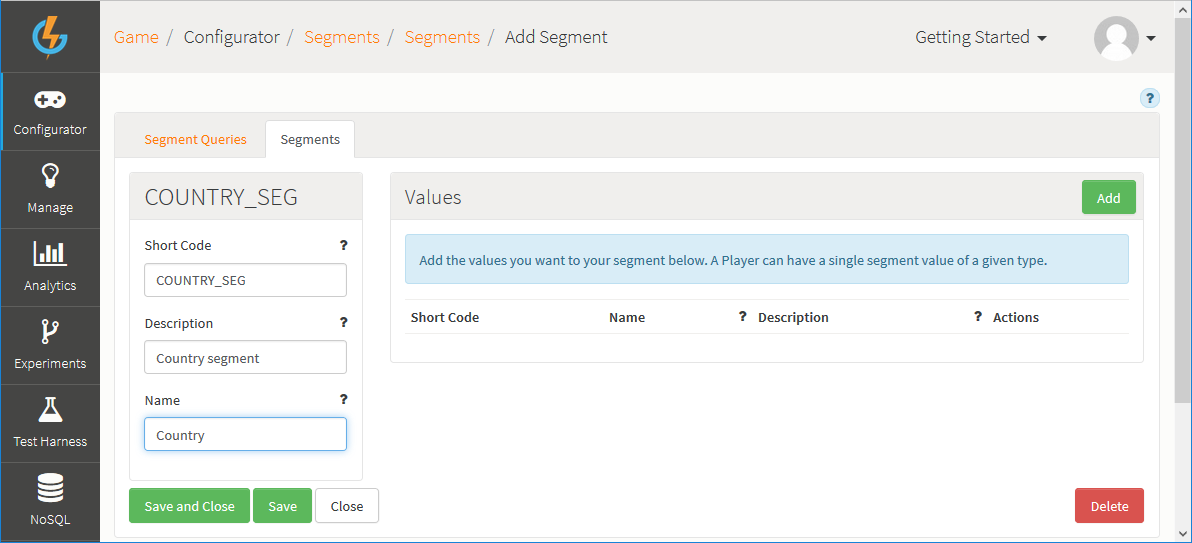 Game / Configurator / Segments / Segments / Add Segment
Getting Started
Configurator
Manage
Analytics
Experiments
Test Harness
NoSQL
?
Segment Queries
Segments
COUNTRY_SEG
Short Code ?
COUNTRY_SEG
Description ?
Country segment
Name ?
Country
Values
Add
Add the values you want to your segment below. A Player can have a single segment value of a given type.
Short Code Name ? Description ? Actions
Save and Close
Save
Close
Delete